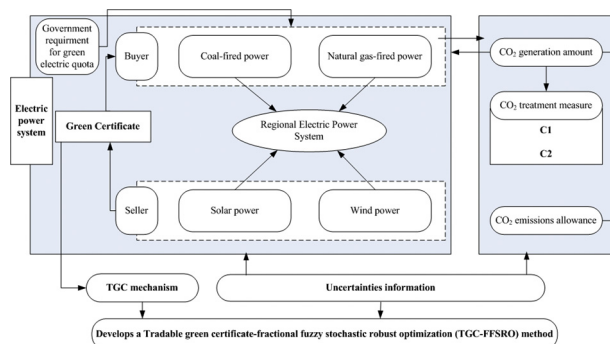 Government
requirment
for green
electric quota
Buyer
Coal-fired power
Natural gas-fired power
CO2 generation amount
Electric
power
system
Green Certificate
Regional Electric Power
System
CO2 treatment measure
C1
C2
Seller
Solar power
Wind power
CO2 emissions allowance
TGC mechanism
Uncertainties information
Develops a Tradable green certificate-fractional fuzzy stochastic robust optimization (TGC-FFSRO) method